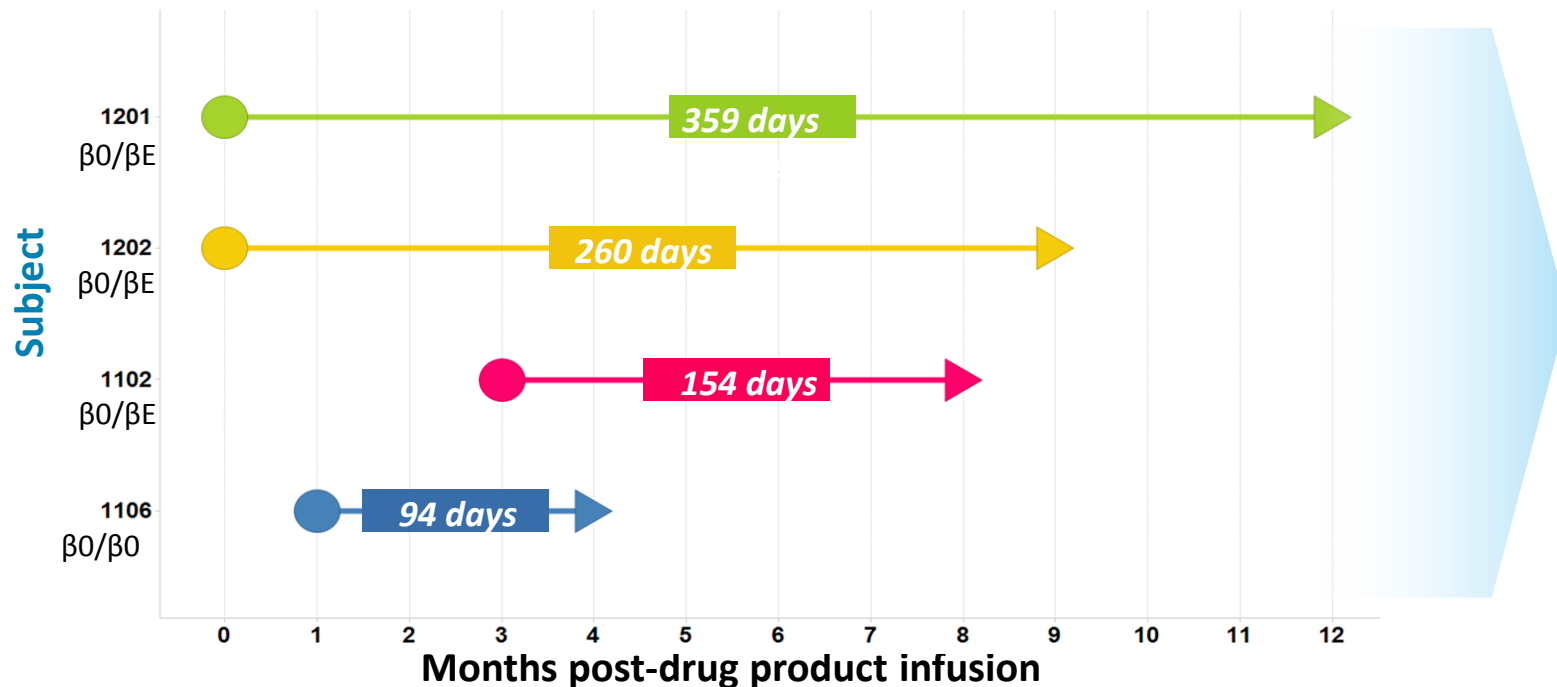 1201
β0/βE
359 days
1202
β0/βE
260 days
Subject
1102
β0/βE
154 days
1106
β0/β0
94 days
0 1 2 3 4 5 6 7 8 9 10 11 12
Months post-drug product infusion